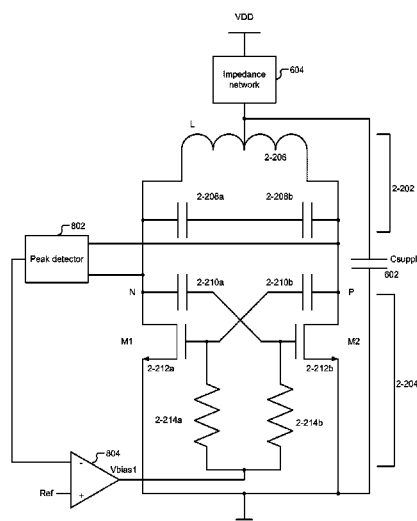 VDD
Impedance network
604
L
2-206
2-202
2-208a
2-208b
802
Peak detector
Csuppl
602
2-210a
2-210b
N
P
M1
M2
2-212a
2-212b
2-204
2-214a
2-214b
804
Vbias1
-
Ref
+